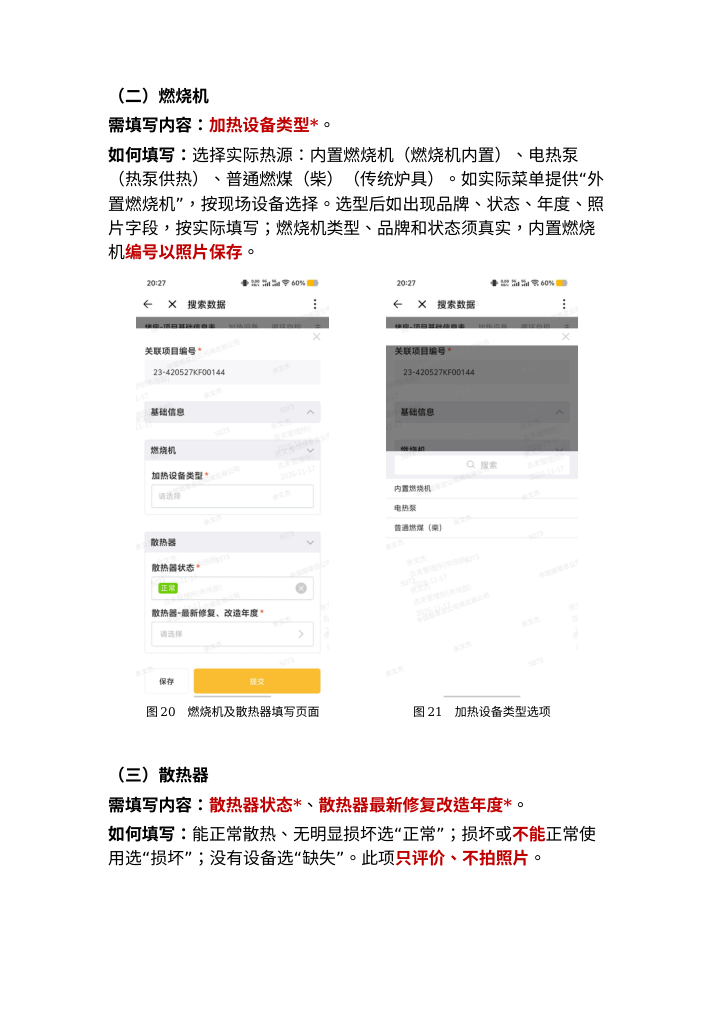 （二）燃烧机
需填写内容：加热设备类型*。
如何填写：选择实际热源：内置燃烧机（燃烧机内置）、电热泵
（热泵供热）、普通燃煤（柴）（传统炉具）。如实际菜单提供“外
置燃烧机”，按现场设备选择。选型后如出现品牌、状态、年度、照
片字段，按实际填写；燃烧机类型、品牌和状态须真实，内置燃烧
机编号以照片保存。
20:27
60%
搜索数据
关联项目编号*
23-420527KF00144
基础信息
燃烧机
加热设备类型*
请选择
散热器
散热器状态*
正常
散热器-最新修复、改造年度*
请选择
保存
提交
20:27
60%
搜索数据
关联项目编号*
23-420527KF00144
基础信息
燃烧机
搜索
内置燃烧机
电热泵
普通燃煤（柴）
图 20 燃烧机及散热器填写页面
图 21 加热设备类型选项
（三）散热器
需填写内容：散热器状态*、散热器最新修复改造年度*。
如何填写：能正常散热、无明显损坏选“正常”；损坏或不能正常使
用选“损坏”；没有设备选“缺失”。此项只评价、不拍照片。